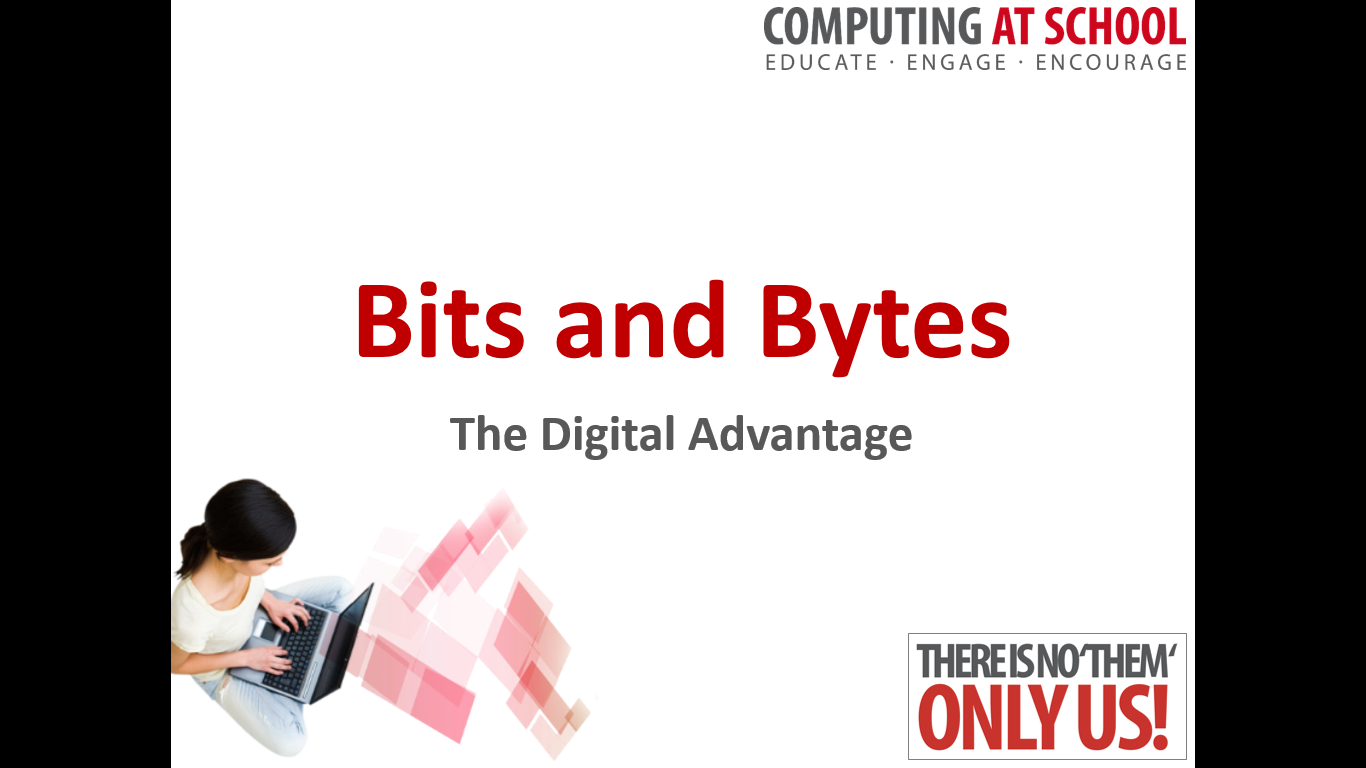 COMPUTING AT SCHOOL
EDUCATE · ENGAGE · ENCOURAGE
Bits and Bytes
The Digital Advantage
THERE IS NO ‘THEM‘
ONLY US!